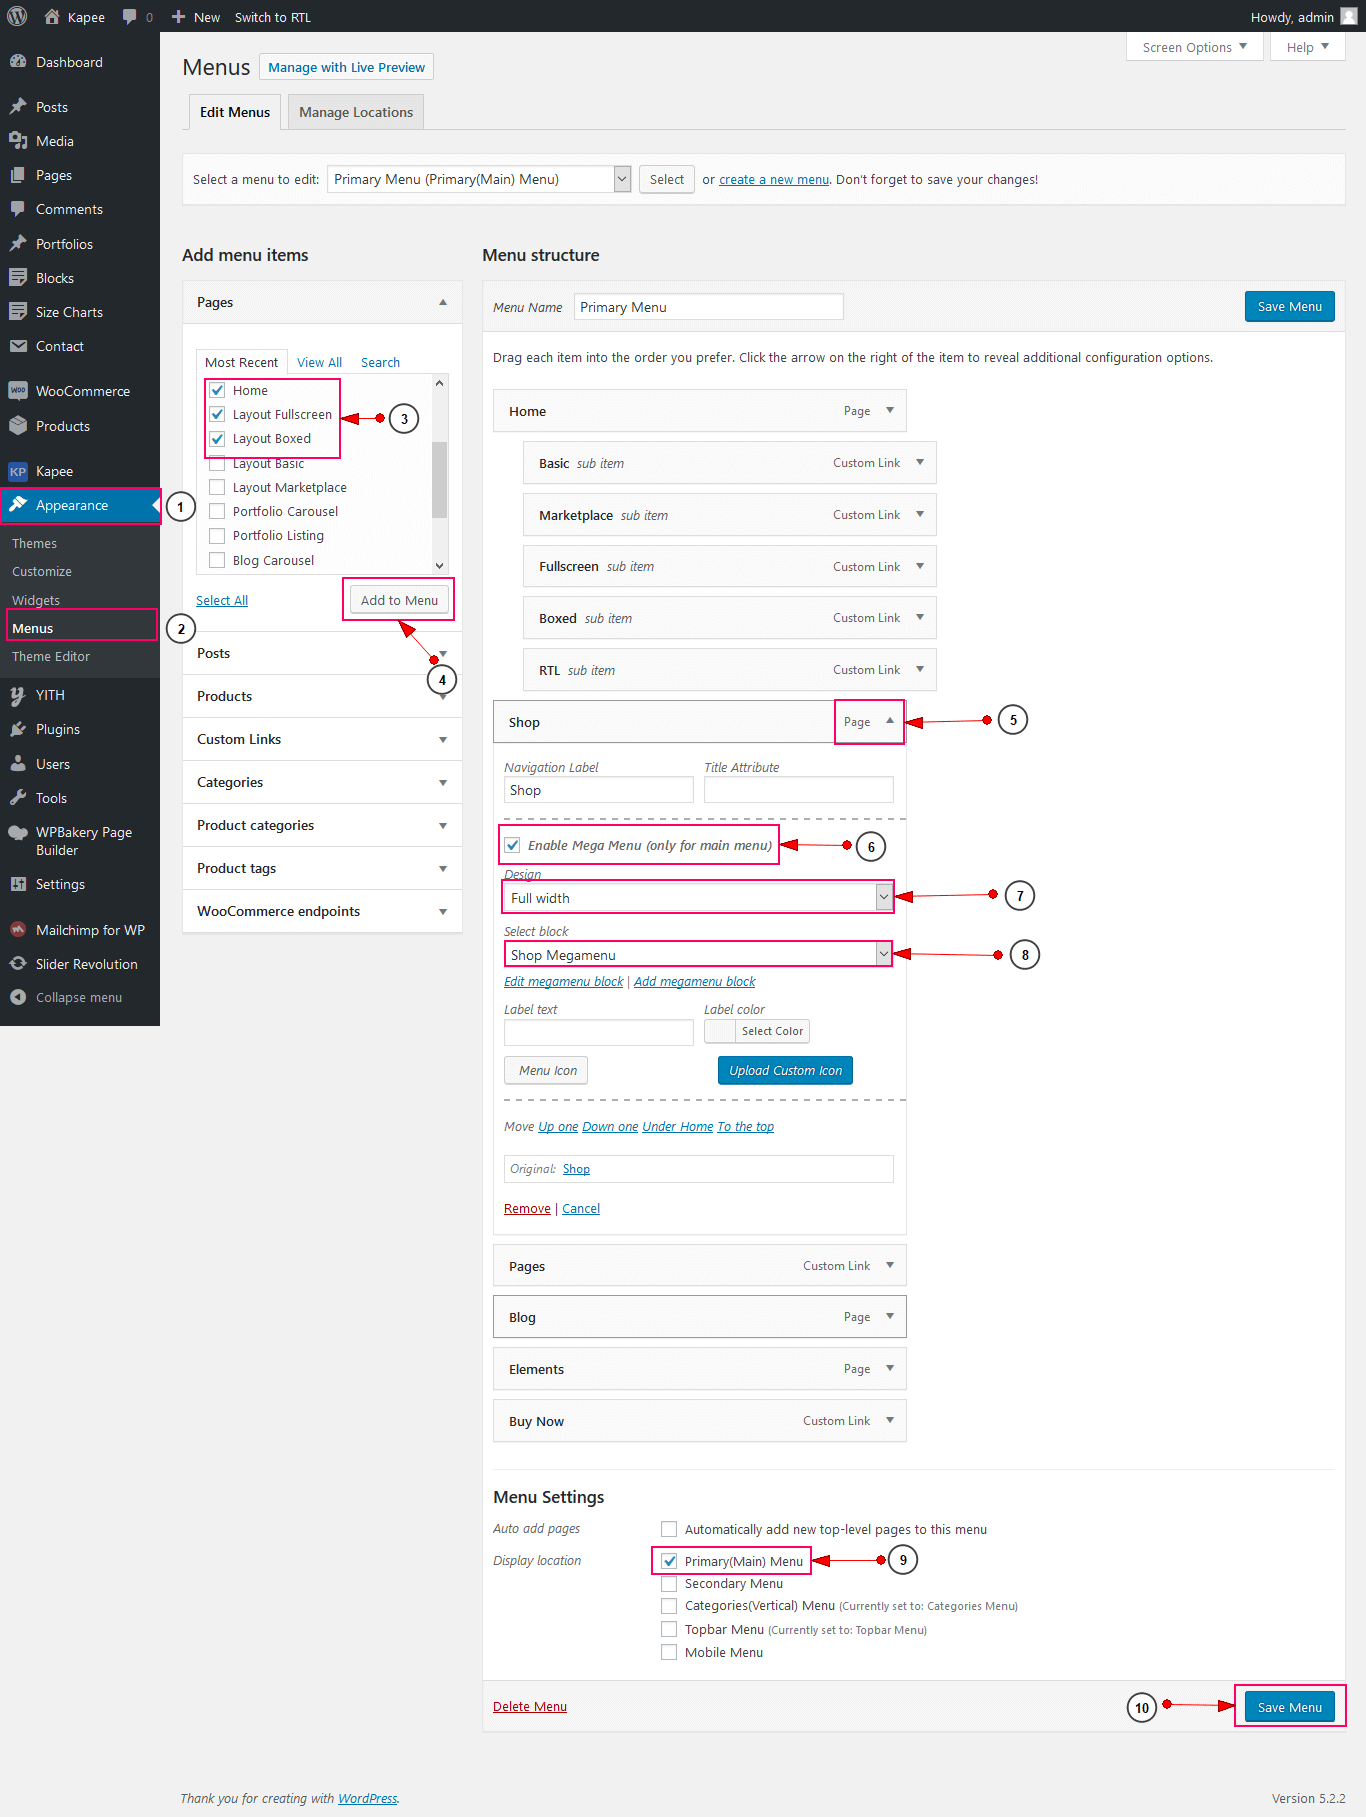 Kapee 0 New Switch to RTL Howdy, admin
Screen Options Help
Dashboard
Posts
Media
Pages
Comments
Portfolios
Blocks
Size Charts
Contact
WOO WooCommerce
Products
KP Kapee
Appearance 1
Themes
Customize
Widgets
Menus 2
Theme Editor
YITH
Plugins
Users
Tools
WPBakery Page
Builder
Settings
Mailchimp for WP
Slider Revolution
Collapse menu
Menus Manage with Live Preview
Edit Menus Manage Locations
Select a menu to edit: Primary Menu (Primary(Main) Menu) Select or create a new menu. Don't forget to save your changes!
Add menu items
Pages
Most Recent View All Search
Home
Layout Fullscreen 3
Layout Boxed
Layout Basic
Layout Marketplace
Portfolio Carousel
Portfolio Listing
Blog Carousel
Select All Add to Menu
Posts
4
Products
Custom Links
Categories
Product categories
Product tags
WooCommerce endpoints
Menu structure
Menu Name Primary Menu Save Menu
Drag each item into the order you prefer. Click the arrow on the right of the item to reveal additional configuration options.
Home Page
Basic sub item Custom Link
Marketplace sub item Custom Link
Fullscreen sub item Custom Link
Boxed sub item Custom Link
RTL sub item Custom Link
Shop Page 5
Navigation Label Title Attribute
Shop
Enable Mega Menu (only for main menu) 6
Design
Full width 7
Select block
Shop Megamenu 8
Edit megamenu block | Add megamenu block
Label text Label color
Select Color
Menu Icon Upload Custom Icon
Move Up one Down one Under Home To the top
Original: Shop
Remove | Cancel
Pages Custom Link
Blog Page
Elements Page
Buy Now Custom Link
Menu Settings
Auto add pages Automatically add new top-level pages to this menu
Display location Primary(Main) Menu 9
Secondary Menu
Categories(Vertical) Menu (Currently set to: Categories Menu)
Topbar Menu (Currently set to: Topbar Menu)
Mobile Menu
Delete Menu 10 Save Menu
Thank you for creating with WordPress. Version 5.2.2